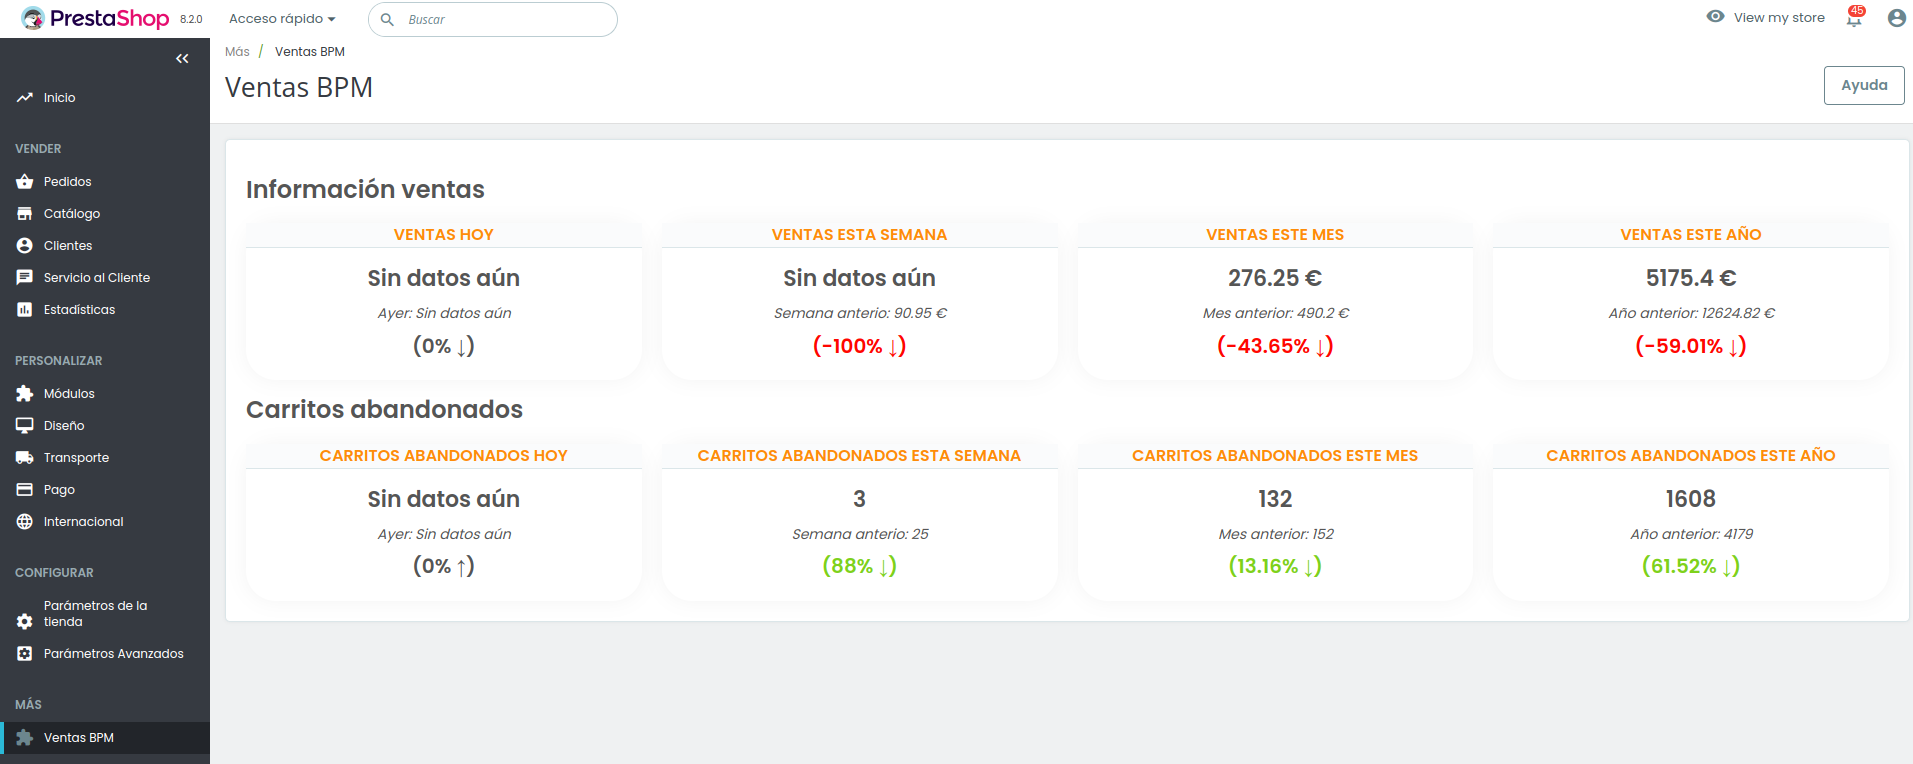 PrestaShop 8.2.0 Acceso rápido Buscar View my store 45
Más / Ventas BPM
Ventas BPM
Ayuda
Inicio
VENDER
Pedidos
Catálogo
Clientes
Servicio al Cliente
Estadísticas
PERSONALIZAR
Módulos
Diseño
Transporte
Pago
Internacional
CONFIGURAR
Parámetros de la
tienda
Parámetros Avanzados
MÁS
Ventas BPM
Información ventas
VENTAS HOY
Sin datos aún
Ayer: Sin datos aún
(0% ↓)
VENTAS ESTA SEMANA
Sin datos aún
Semana anterio: 90.95 €
(-100% ↓)
VENTAS ESTE MES
276.25 €
Mes anterior: 490.2 €
(-43.65% ↓)
VENTAS ESTE AÑO
5175.4 €
Año anterior: 12624.82 €
(-59.01% ↓)
Carritos abandonados
CARRITOS ABANDONADOS HOY
Sin datos aún
Ayer: Sin datos aún
(0% ↑)
CARRITOS ABANDONADOS ESTA SEMANA
3
Semana anterio: 25
(88% ↓)
CARRITOS ABANDONADOS ESTE MES
132
Mes anterior: 152
(13.16% ↓)
CARRITOS ABANDONADOS ESTE AÑO
1608
Año anterior: 4179
(61.52% ↓)